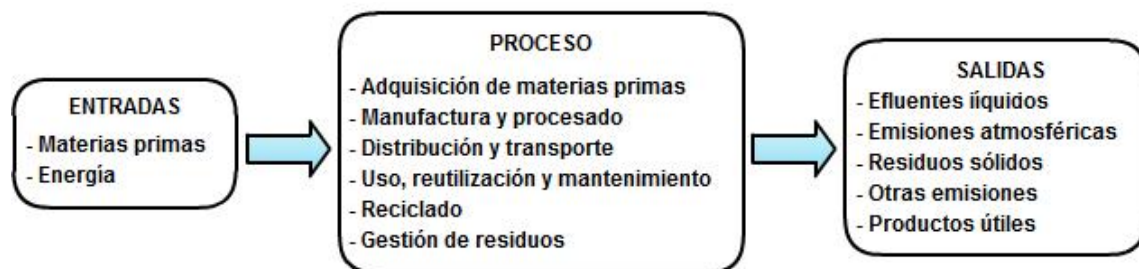 ENTRADAS
- Materias primas
- Energía
PROCESO
- Adquisición de materias primas
- Manufactura y procesado
- Distribución y transporte
- Uso, reutilización y mantenimiento
- Reciclado
- Gestión de residuos
SALIDAS
- Efluentes líquidos
- Emisiones atmosféricas
- Residuos sólidos
- Otras emisiones
- Productos útiles